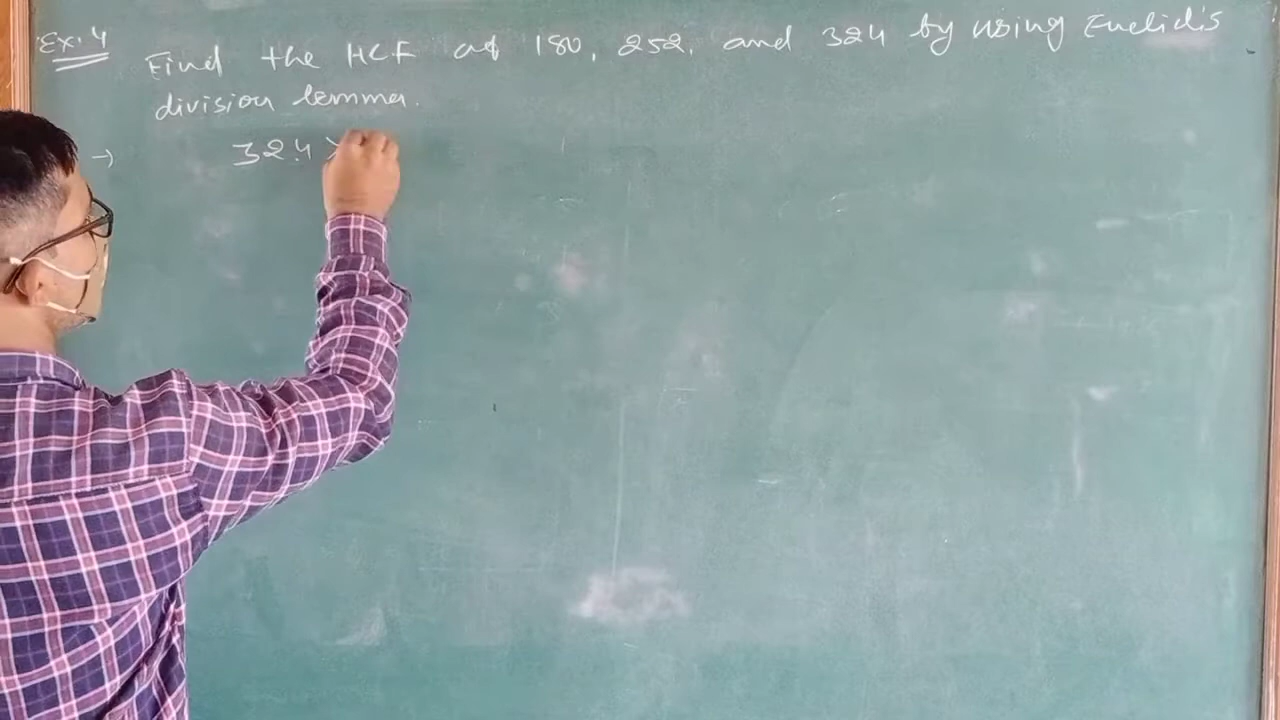 Ex. 4 Find the HCF of 180, 252, and 324 by using Euclid's
division lemma.
→ 324 >